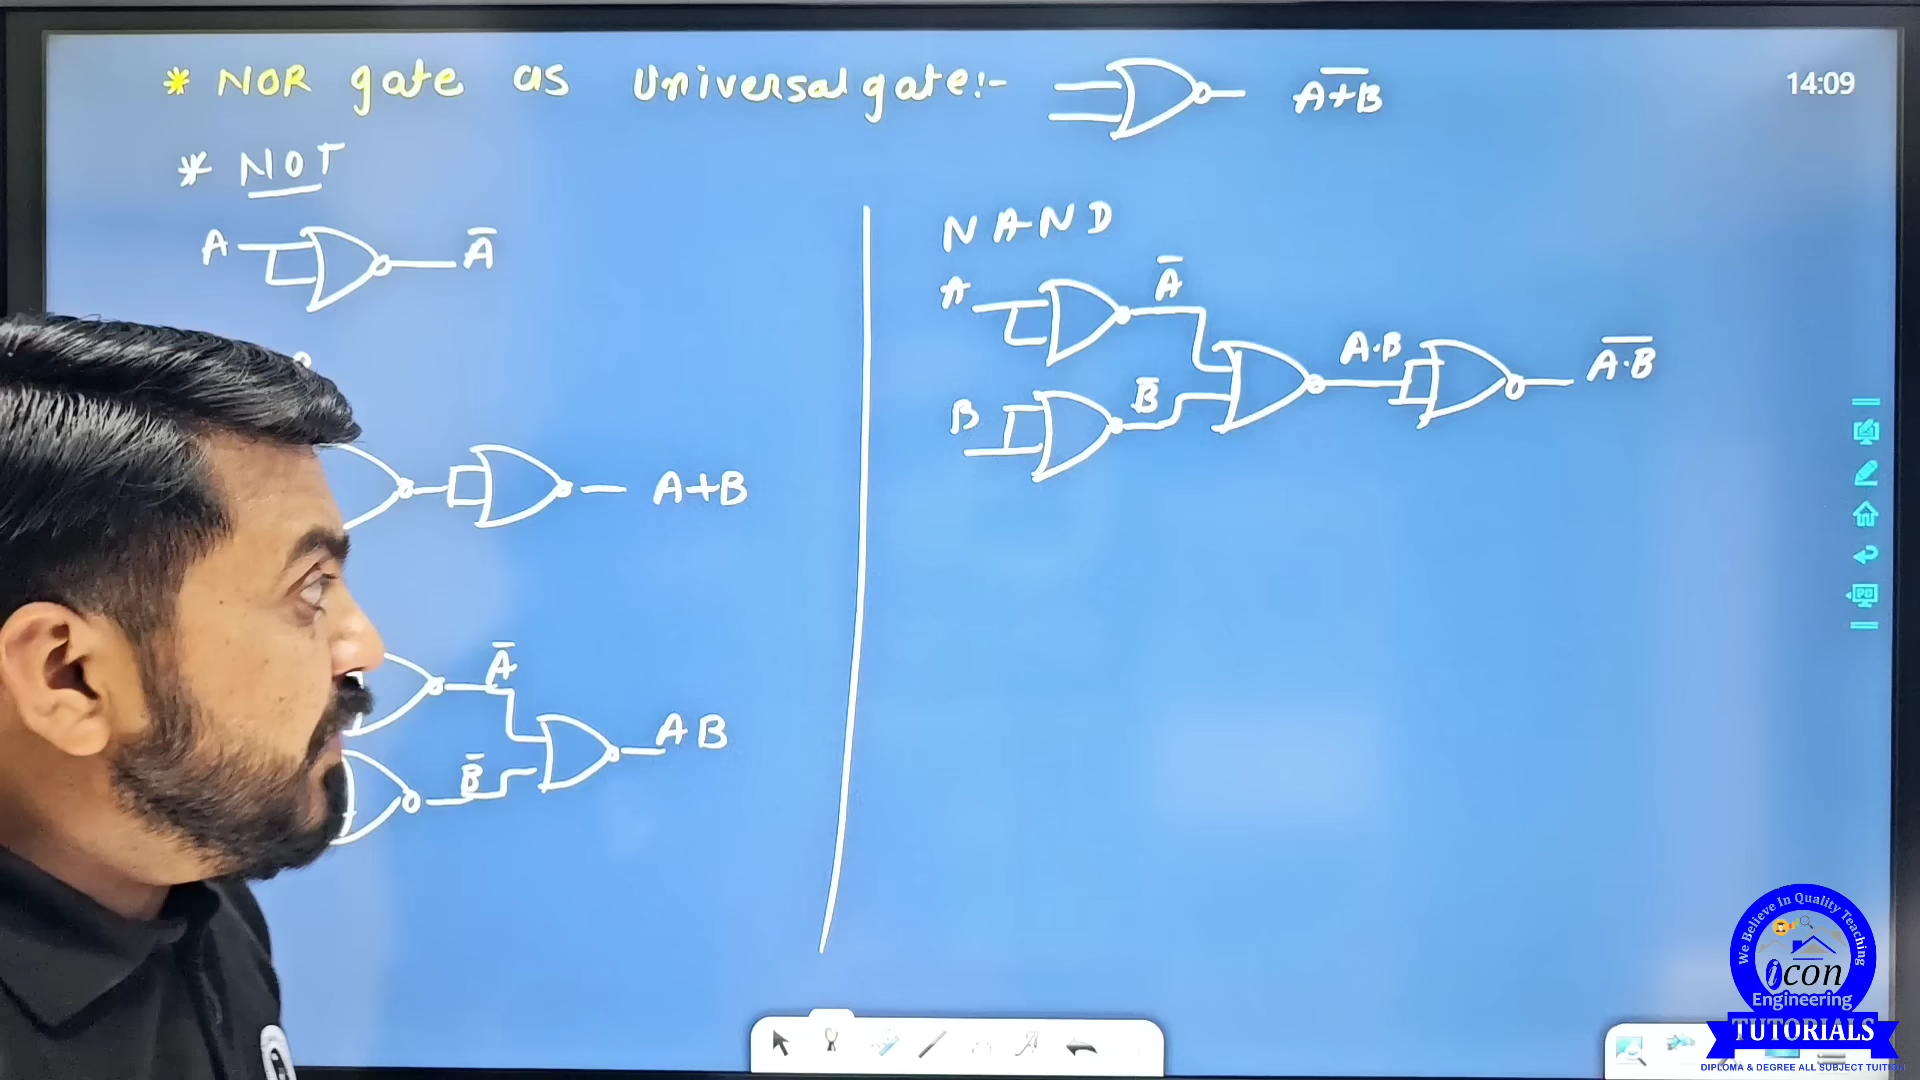 * NOR gate as Universal gate:- A̅+̅B̅
14:09
* NOT
A A̅
A+B
A̅
B̅
AB
NAND
A A̅
B B̅
A·B
A̅·̅B̅
We Believe In Quality Teaching
icon
Engineering
TUTORIALS
DIPLOMA & DEGREE ALL SUBJECT TUITION